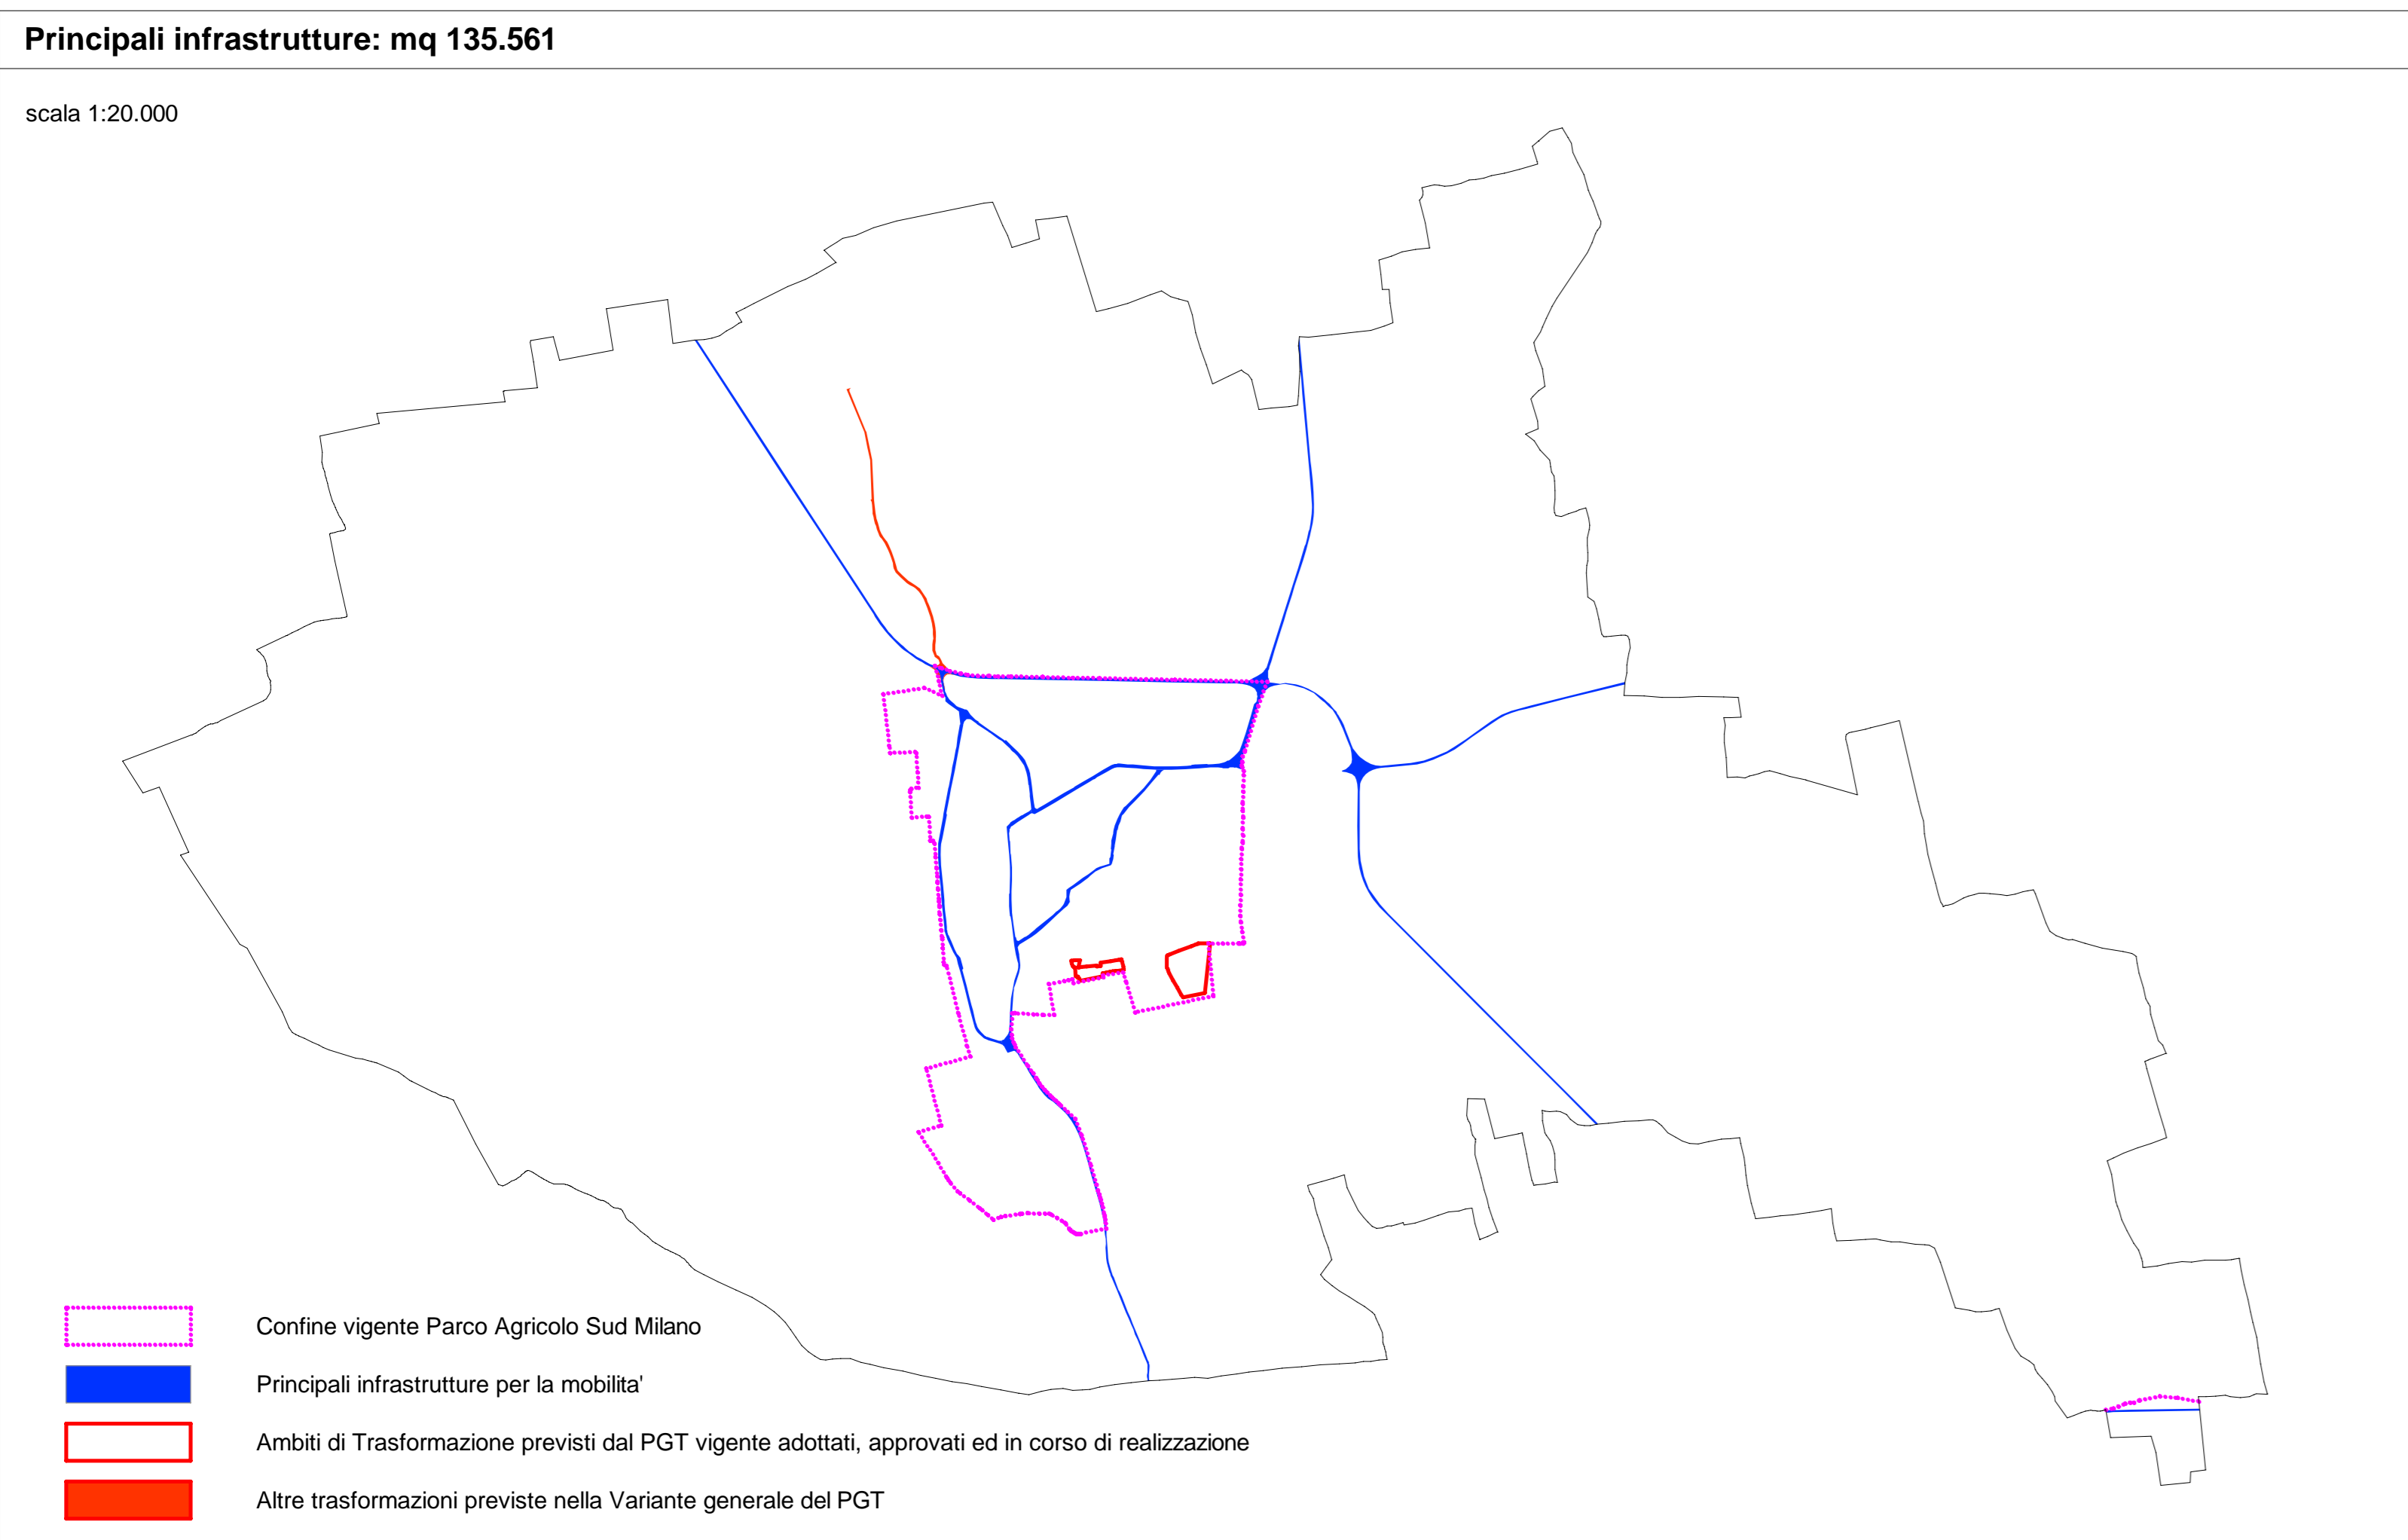 Principali infrastrutture: mq 135.561
scala 1:20.000
Confine vigente Parco Agricolo Sud Milano
Principali infrastrutture per la mobilita'
Ambiti di Trasformazione previsti dal PGT vigente adottati, approvati ed in corso di realizzazione
Altre trasformazioni previste nella Variante generale del PGT